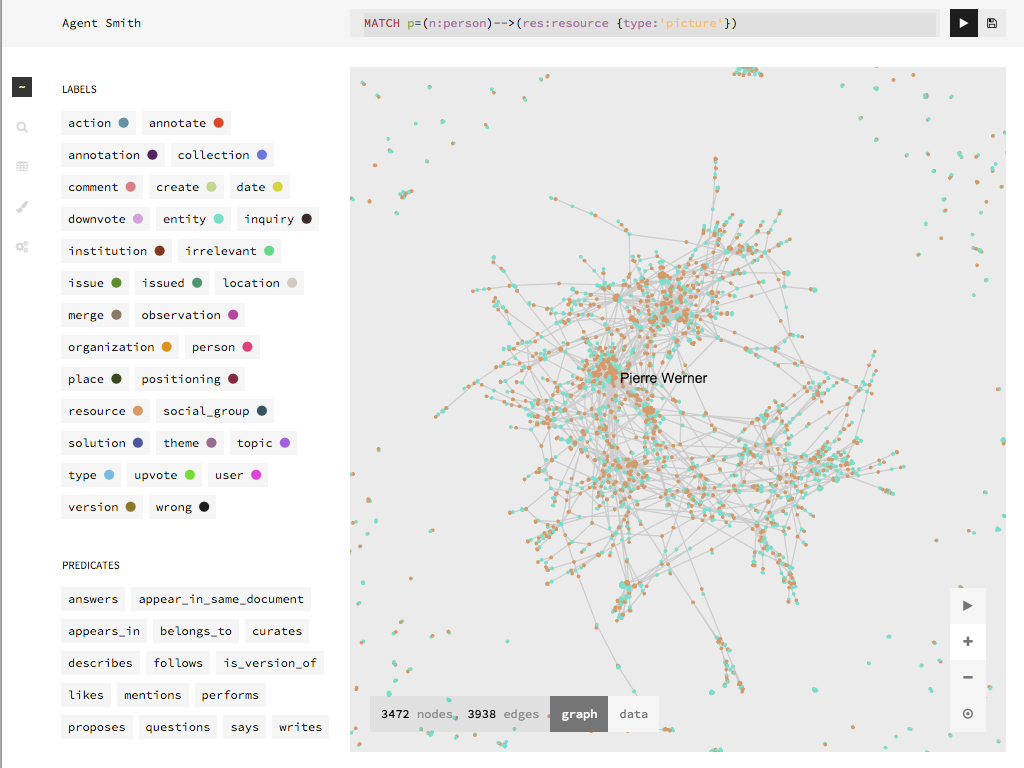 Agent Smith
MATCH p=(n:person)-->(res:resource {type:'picture'})
~
LABELS
action annotate
annotation collection
comment create date
downvote entity inquiry
institution irrelevant
issue issued location
merge observation
organization person
place positioning
resource social_group
solution theme topic
type upvote user
version wrong
PREDICATES
answers appear_in_same_document
appears_in belongs_to curates
describes follows is_version_of
likes mentions performs
proposes questions says writes
Pierre Werner
3472 nodes, 3938 edges graph data